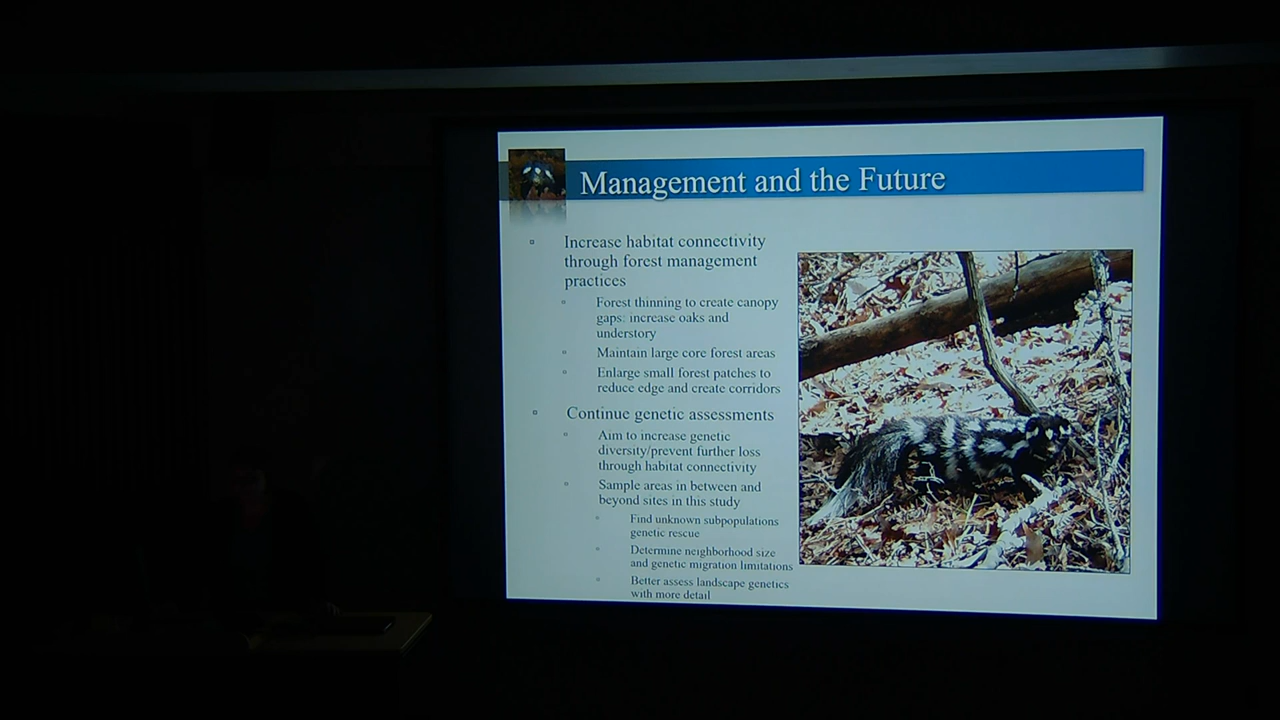 Management and the Future
Increase habitat connectivity
through forest management
practices
Forest thinning to create canopy
gaps: increase oaks and
understory
Maintain large core forest areas
Enlarge small forest patches to
reduce edge and create corridors
Continue genetic assessments
Aim to increase genetic
diversity/prevent further loss
through habitat connectivity
Sample areas in between and
beyond sites in this study
Find unknown subpopulations
genetic rescue
Determine neighborhood size
and genetic migration limitations
Better assess landscape genetics
with more detail